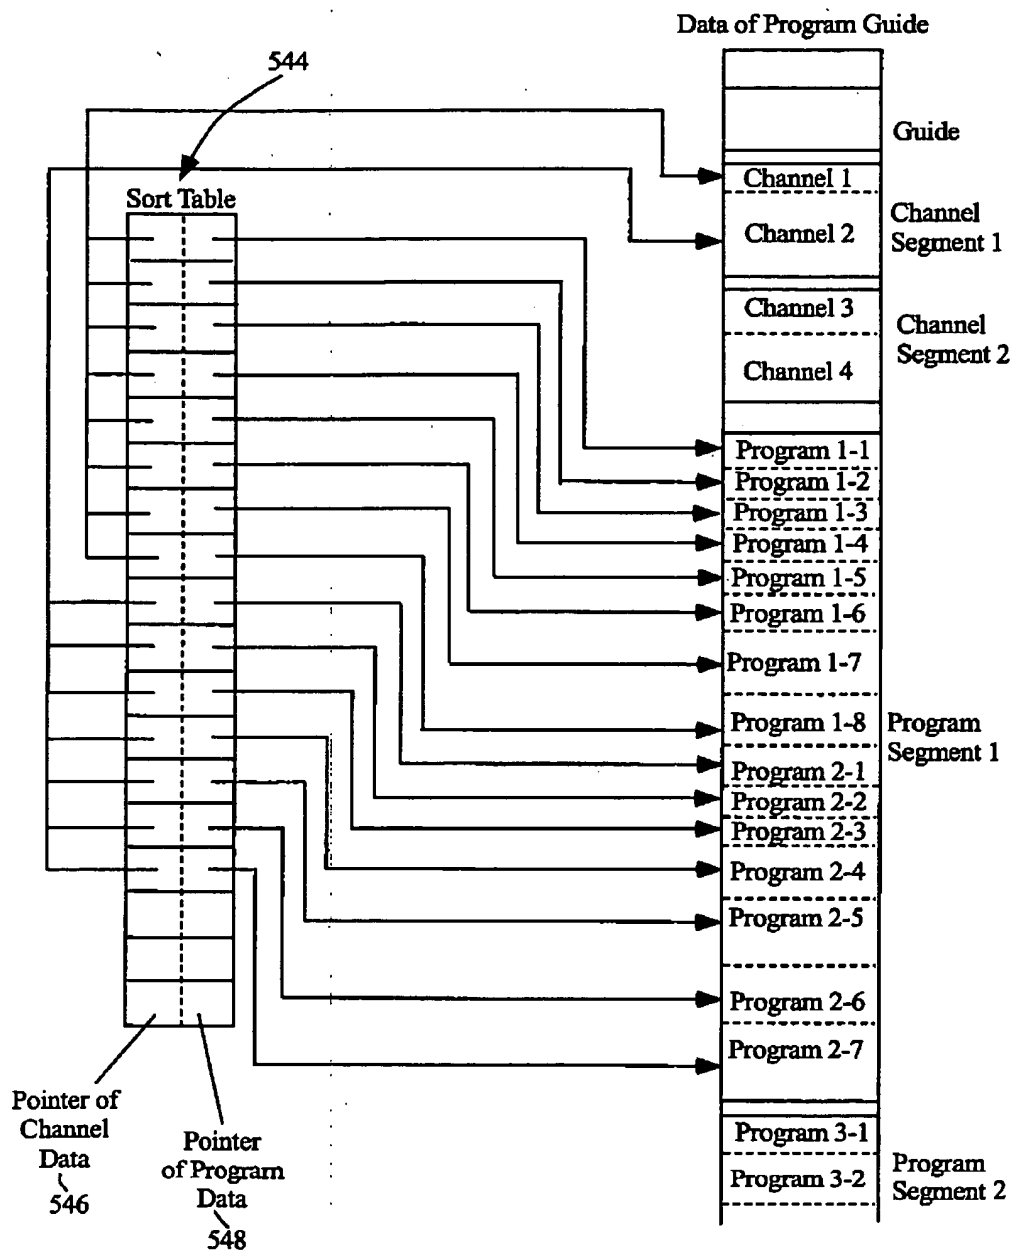 Data of Program Guide
544
Guide
Sort Table
Channel 1
Channel 2
Channel
Segment 1
Channel 3
Channel 4
Channel
Segment 2
Program 1-1
Program 1-2
Program 1-3
Program 1-4
Program 1-5
Program 1-6
Program 1-7
Program 1-8
Program 2-1
Program 2-2
Program 2-3
Program 2-4
Program 2-5
Program 2-6
Program 2-7
Program
Segment 1
Program 3-1
Program 3-2
Program
Segment 2
Pointer of
Channel
Data
546
Pointer
of Program
Data
548